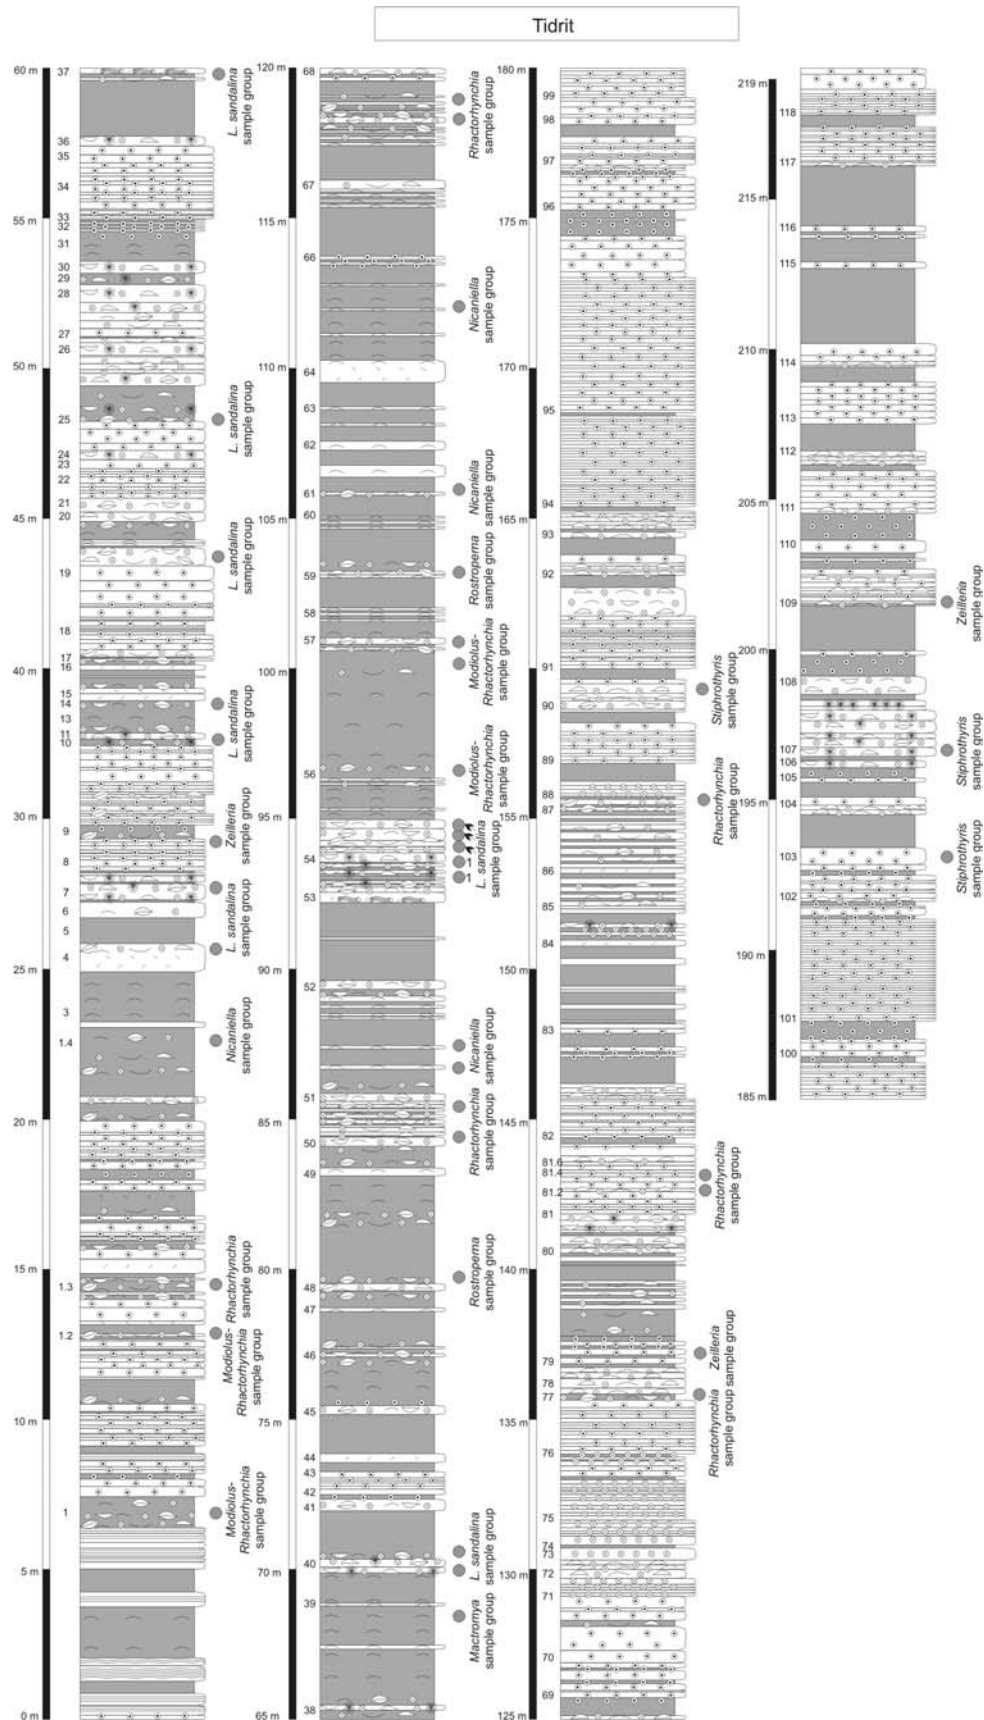 Tidrit
60 m
37
L. sandalina
sample group
36
35
34
55 m
33
32
31
30
29
28
27
26
50 m
25
L. sandalina
sample group
24
23
22
21
20
45 m
L. sandalina
sample group
19
18
17
16
40 m
15
14
L. sandalina
sample group
13
11
10
30 m
9
Zeilleria
sample group
8
7
L. sandalina
sample group
6
5
4
25 m
3
Nicaniella
sample group
1.4
20 m
15 m
1.3
Rhactorhynchia
sample group
1.2
Modiolus-
Rhactorhynchia
sample group
10 m
1
Modiolus-
Rhactorhynchia
sample group
5 m
0 m
120 m
68
Rhactorhynchia
sample group
67
115 m
66
Nicaniella
sample group
110 m
64
63
62
61
Nicaniella
sample group
60
105 m
59
Rostroperna
sample group
58
57
Modiolus-
Rhactorhynchia
sample group
100 m
56
Modiolus-
Rhactorhynchia
sample group
95 m
54
1
1
L. sandalina
sample group
53
90 m
52
Nicaniella
sample group
51
85 m
Rhactorhynchia
sample group
50
49
80 m
48
Rostroperna
sample group
47
46
45
75 m
44
43
42
41
40
L. sandalina
sample group
70 m
39
Mactromya
sample group
38
65 m
180 m
99
98
97
96
175 m
170 m
95
94
165 m
93
92
91
90
Stiphrothyris
sample group
89
88
87
Rhactorhynchia
sample group
155 m
86
85
84
150 m
83
145 m
82
81.6
81.4
81.2
Rhactorhynchia
sample group
81
80
140 m
79
Zeilleria
sample group
78
77
Rhactorhynchia
sample group
135 m
76
75
74
73
72
130 m
71
70
69
125 m
219 m
118
117
215 m
116
115
210 m
114
113
112
205 m
111
110
109
Zeilleria
sample group
200 m
108
107
Stiphrothyris
sample group
106
105
195 m
104
103
Stiphrothyris
sample group
102
190 m
101
100
185 m